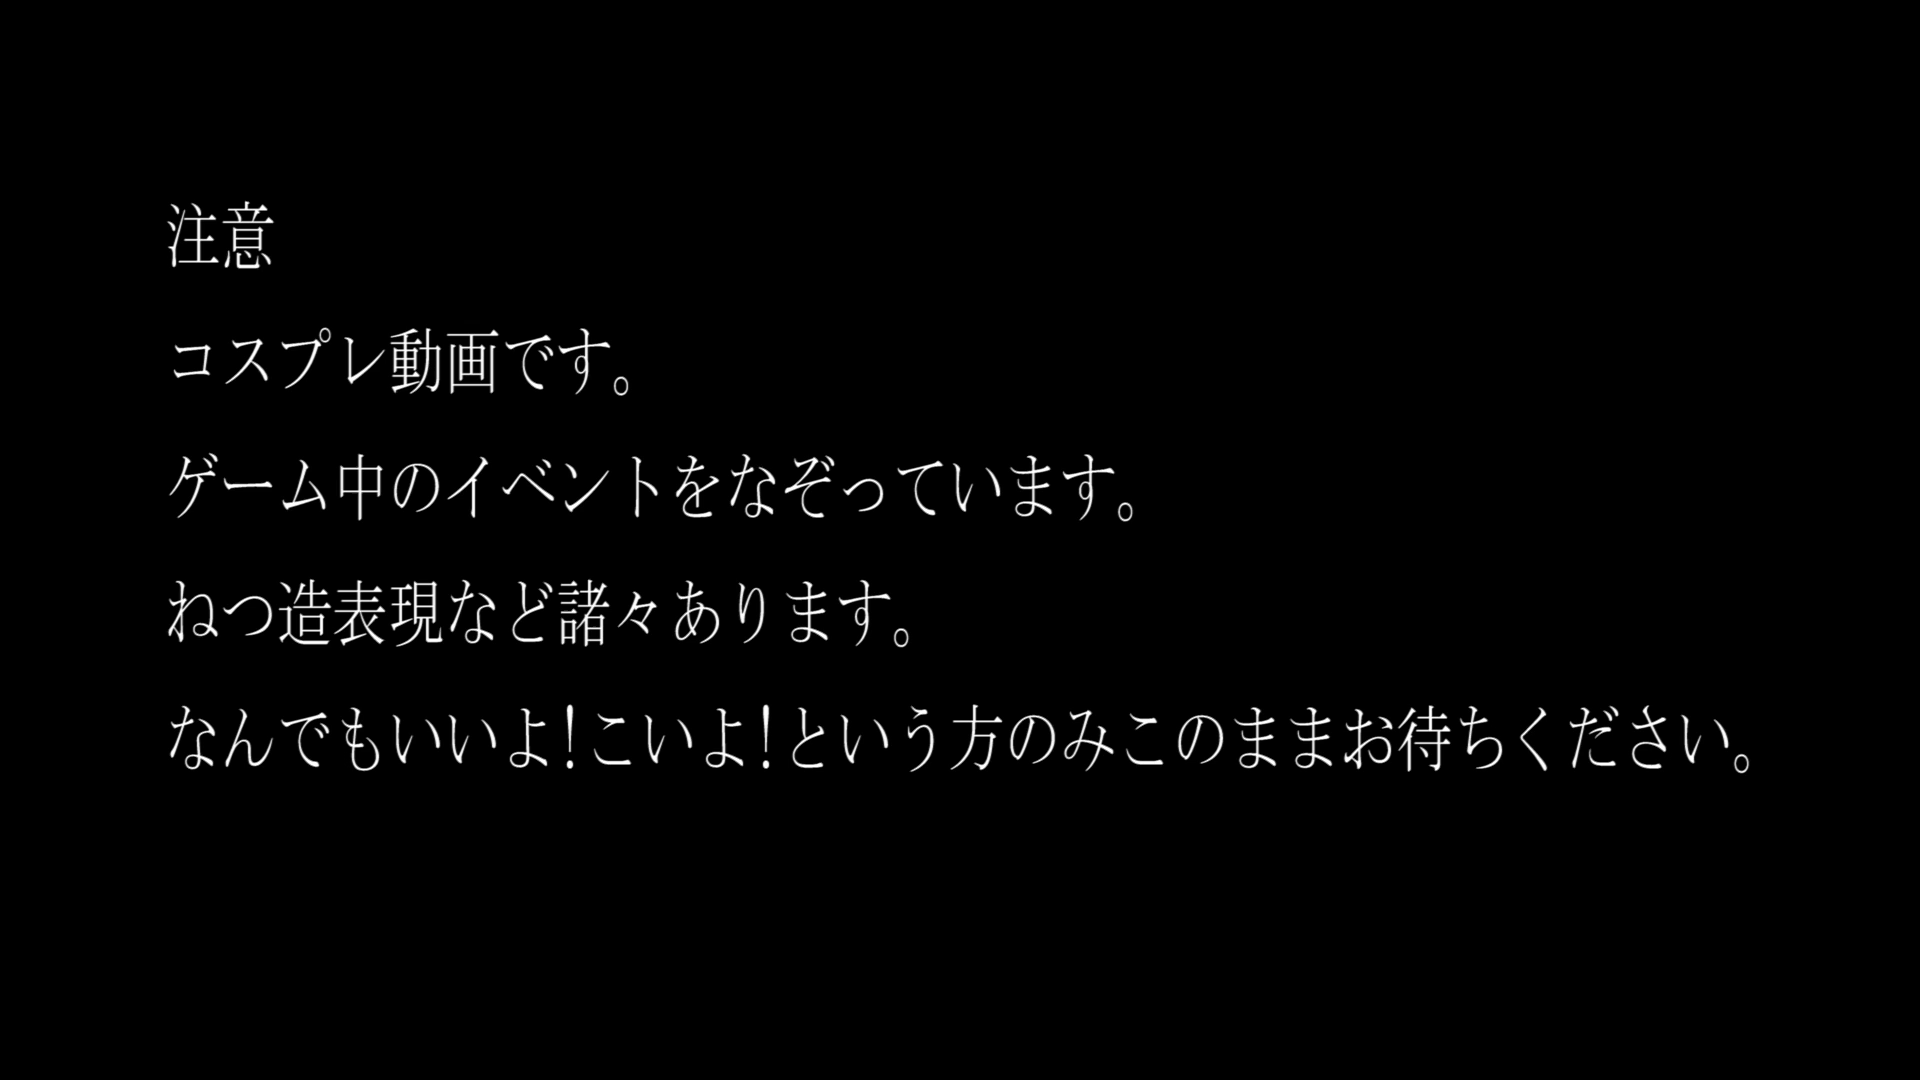 注意
コスプレ動画です。
ゲーム中のイベントをなぞっています。
ねつ造表現など諸々あります。
なんでもいいよ!こいよ!という方のみこのままお待ちください。